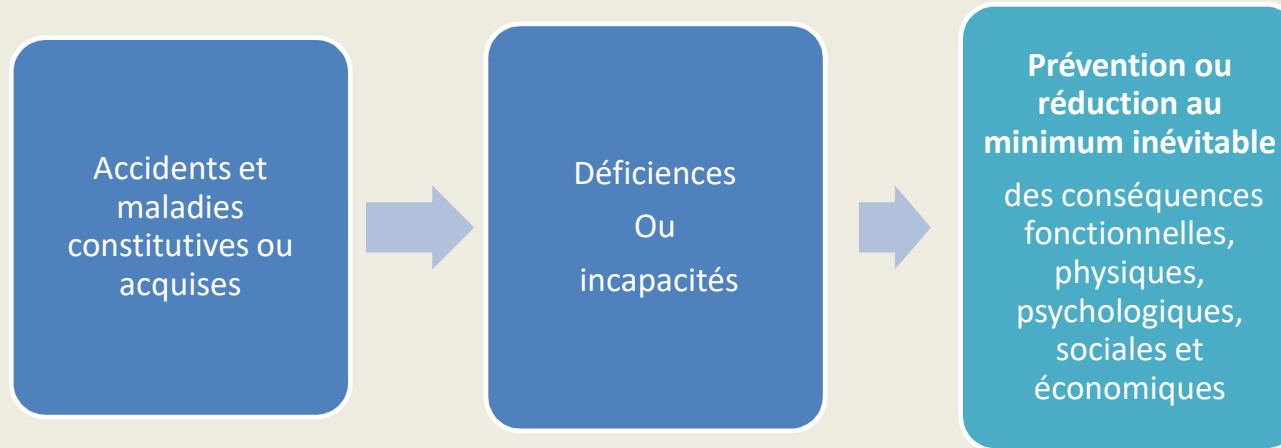 Accidents et
maladies
constitutives ou
acquises
Déficiences
Ou
incapacités
Prévention ou
réduction au
minimum inévitable
des conséquences
fonctionnelles,
physiques,
psychologiques,
sociales et
économiques